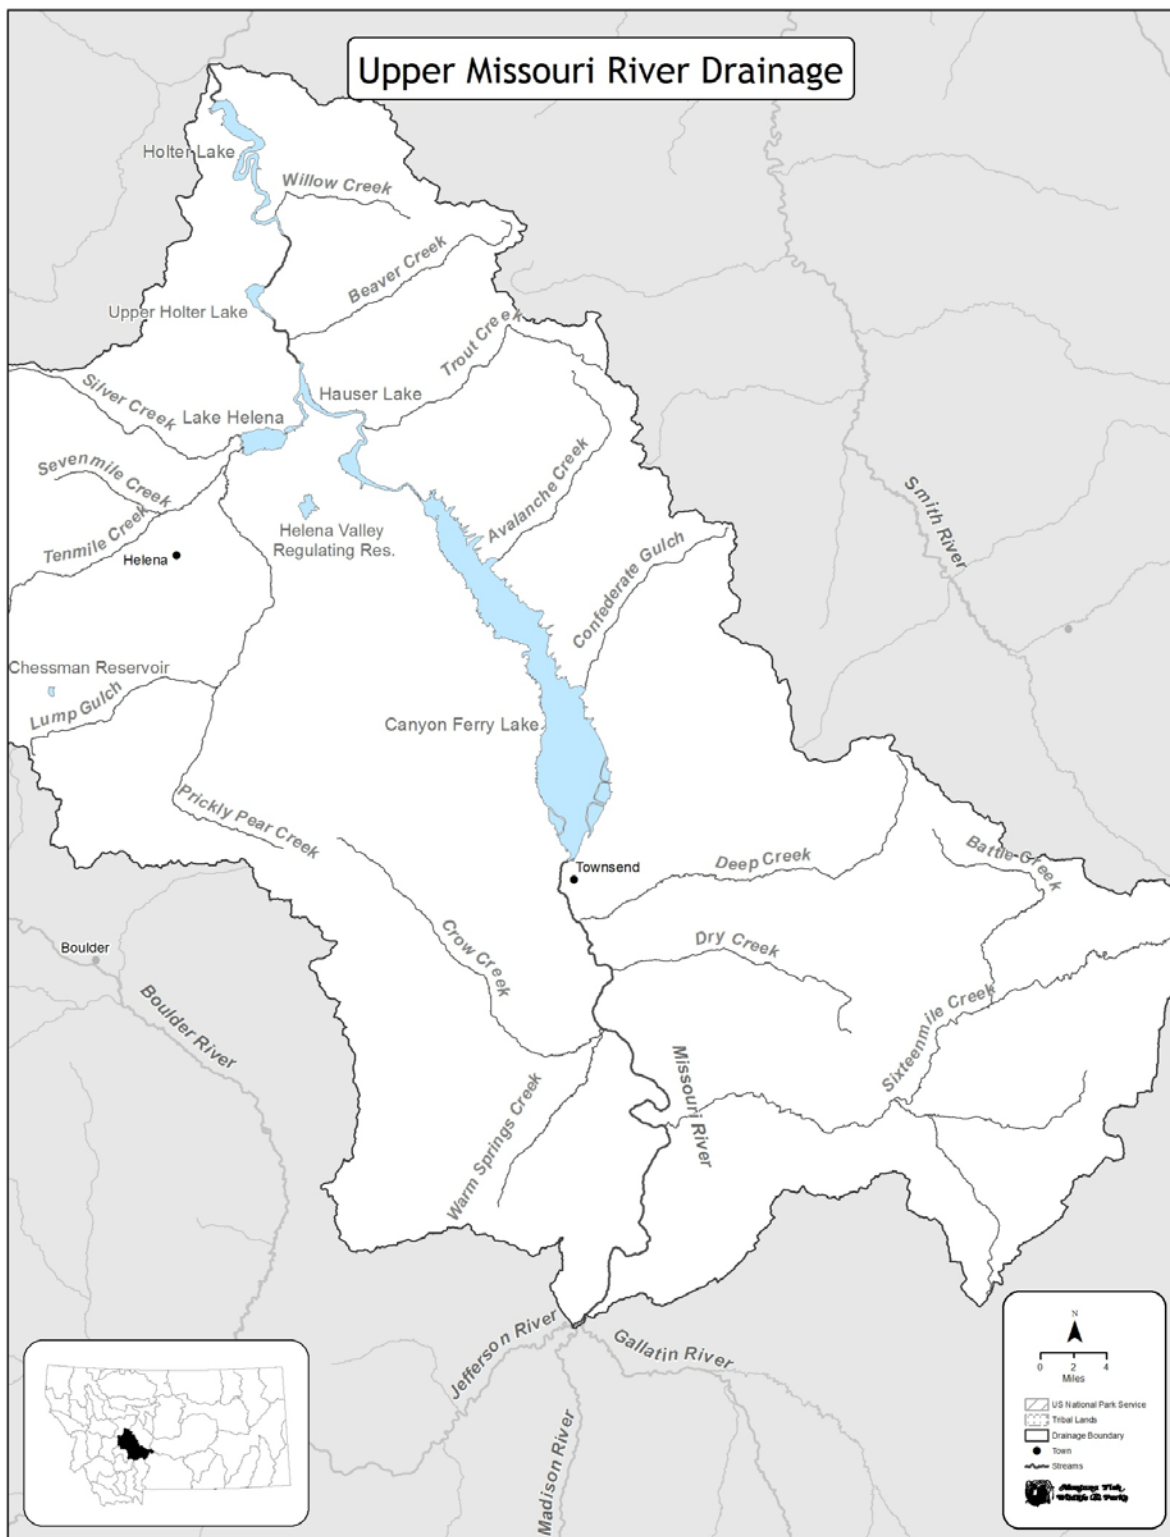 Upper Missouri River Drainage
Holter Lake
Willow Creek
Beaver Creek
Upper Holter Lake
Trout Creek
Silver Creek
Hauser Lake
Lake Helena
Sevenmile Creek
Avalanche Creek
Smith River
Tenmile Creek
Helena Valley
Regulating Res.
Helena
Confederate Gulch
Chessman Reservoir
Lump Gulch
Canyon Ferry Lake
Prickly Pear Creek
Townsend
Deep Creek
Battle Creek
Crow Creek
Dry Creek
Boulder
Boulder River
Sixteenmile Creek
Missouri River
Warm Springs Creek
Jefferson River
Gallatin River
Madison River
N
0 2 4
Miles
US National Park Service
Tribal Lands
Drainage Boundary
Town
Streams
Montana Fish
Wildlife & Parks